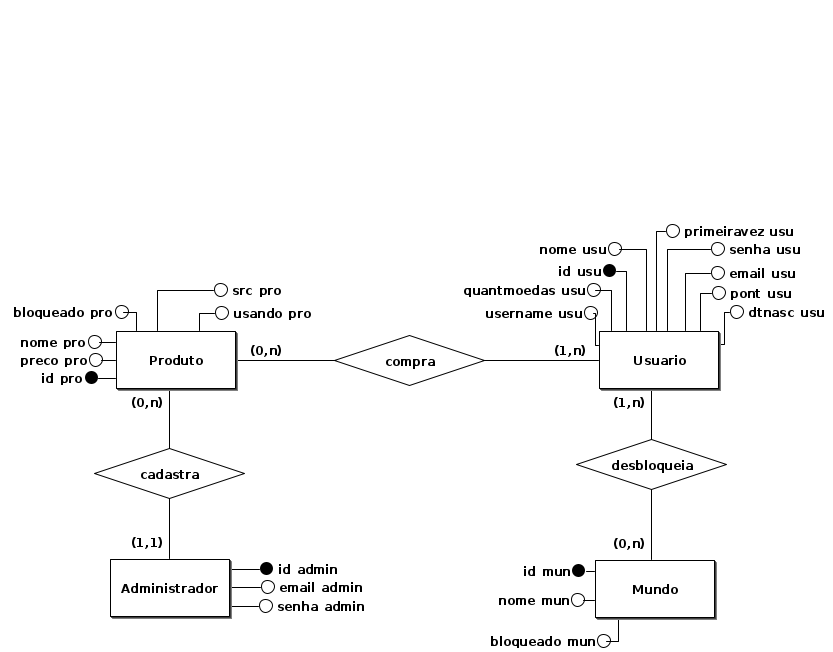 primeiravez usu
nome usu
senha usu
id usu
email usu
quantmoedas usu
src pro
pont usu
bloqueado pro
usando pro
username usu
dtnasc usu
nome pro
preco pro
id pro
Produto
(0,n)
compra
(1,n)
Usuario
(0,n)
(1,n)
cadastra
desbloqueia
(1,1)
(0,n)
Administrador
id admin
email admin
senha admin
id mun
nome mun
Mundo
bloqueado mun